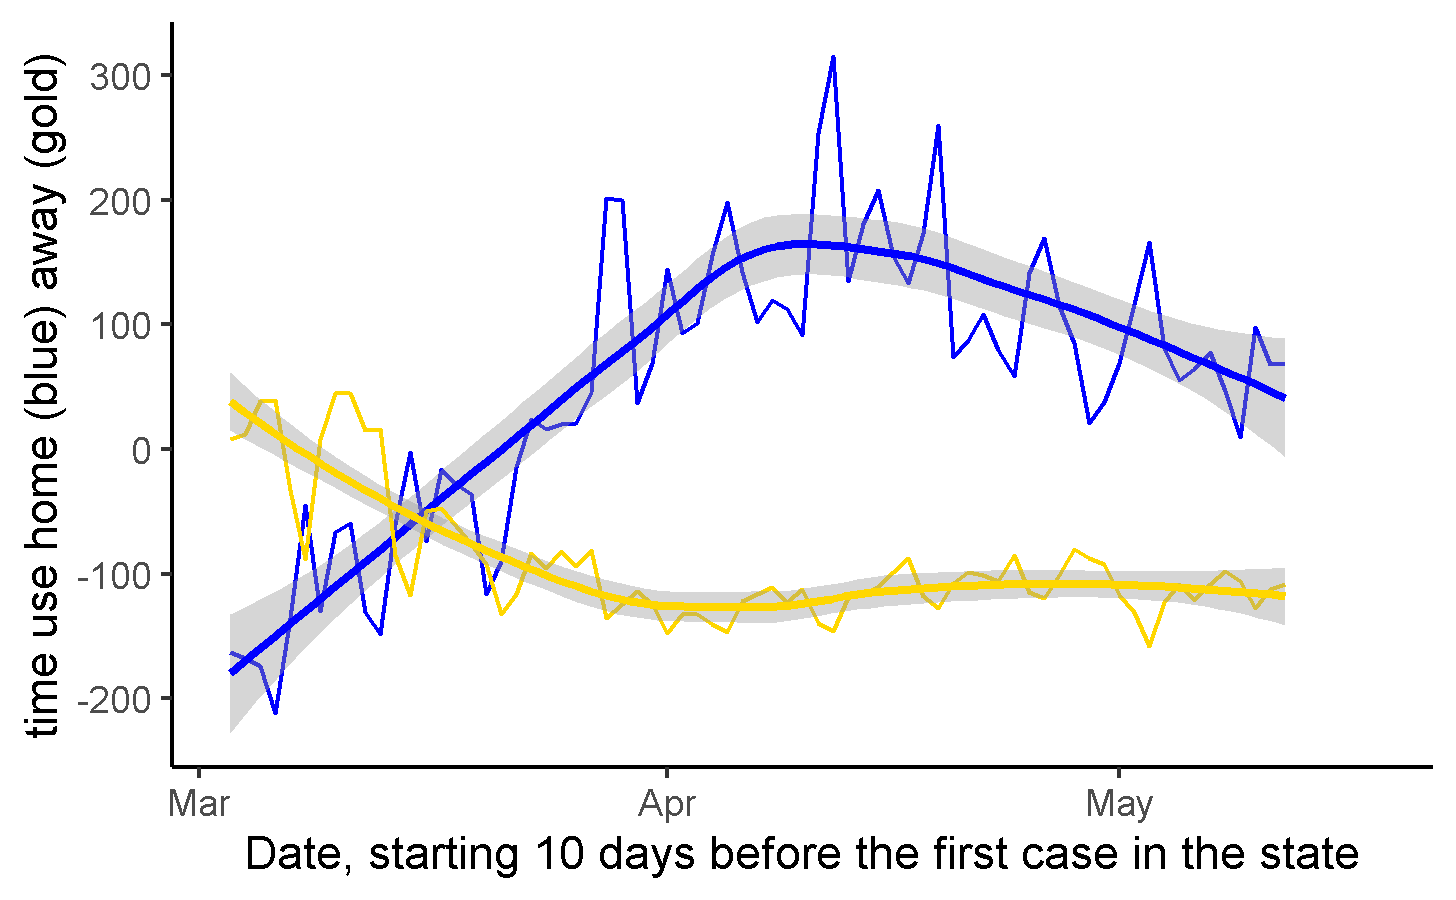 time use home (blue) away (gold)
300
200
100
0
-100
-200
Mar
Apr
May
Date, starting 10 days before the first case in the state